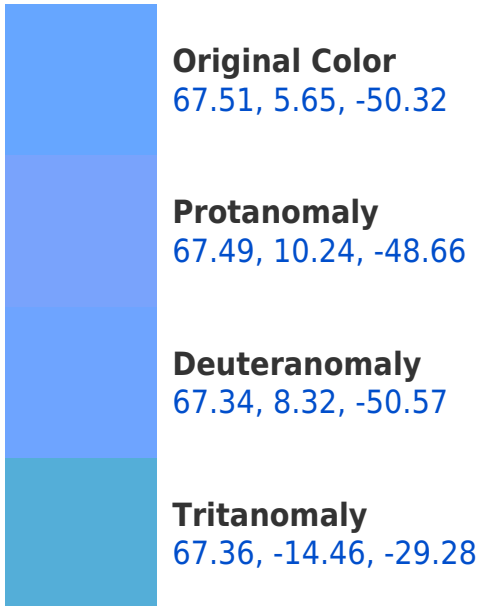 Original Color
67.51, 5.65, -50.32
Protanomaly
67.49, 10.24, -48.66
Deuteranomaly
67.34, 8.32, -50.57
Tritanomaly
67.36, -14.46, -29.28